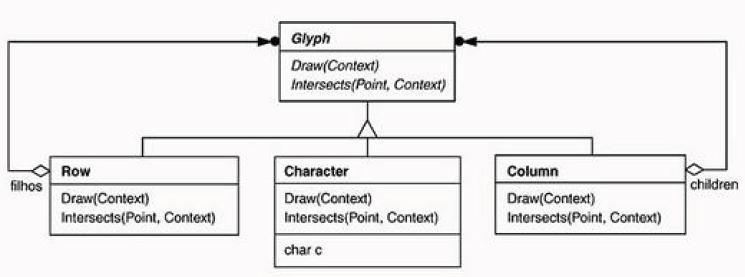 Glyph
Draw(Context)
Intersects(Point, Context)
Row
Draw(Context)
Intersects(Point, Context)
filhos
Character
Draw(Context)
Intersects(Point, Context)
char c
Column
Draw(Context)
Intersects(Point, Context)
children